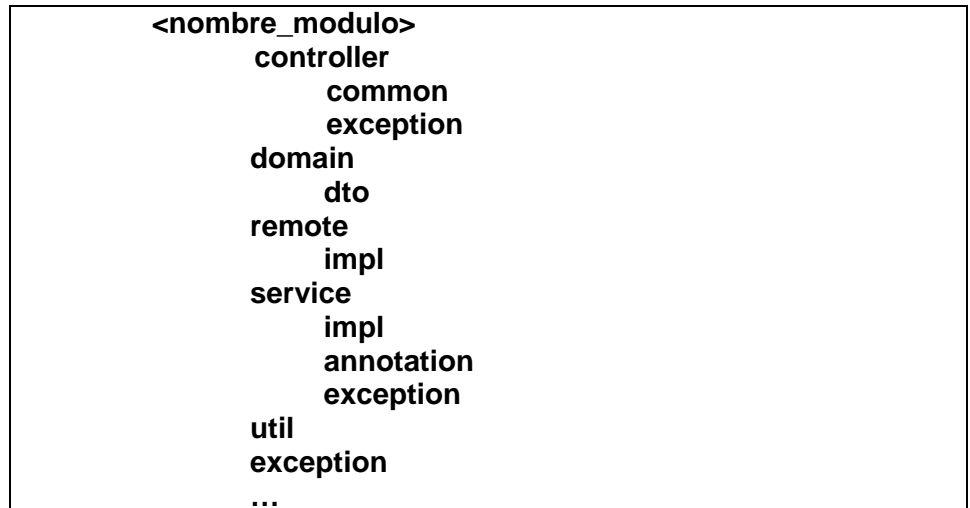 <nombre_modulo>
controller
common
exception
domain
dto
remote
impl
service
impl
annotation
exception
util
exception
…